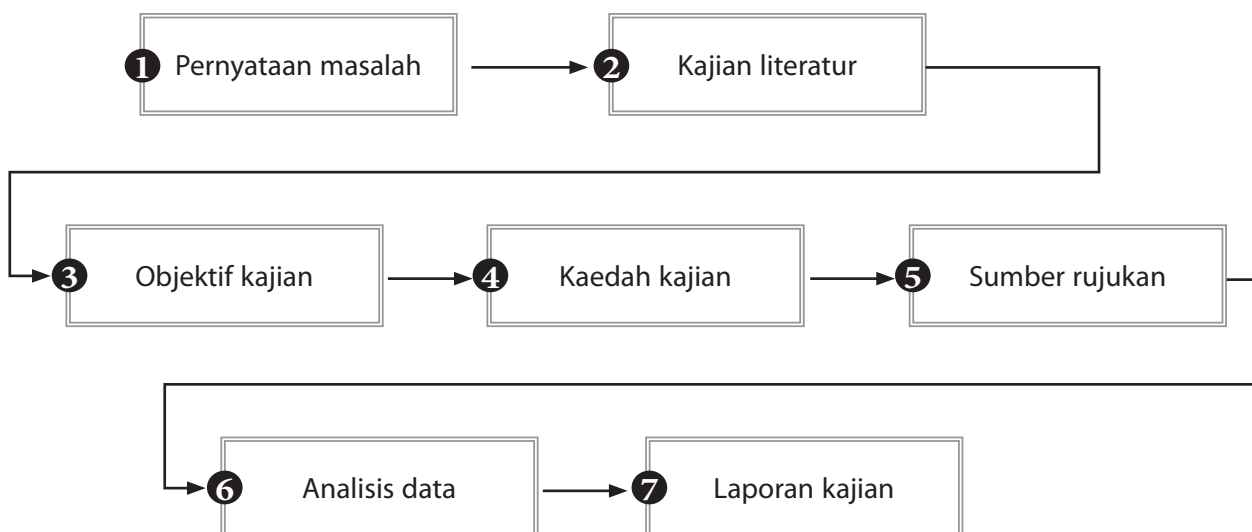 1 Pernyataan masalah
2 Kajian literatur
3 Objektif kajian
4 Kaedah kajian
5 Sumber rujukan
6 Analisis data
7 Laporan kajian